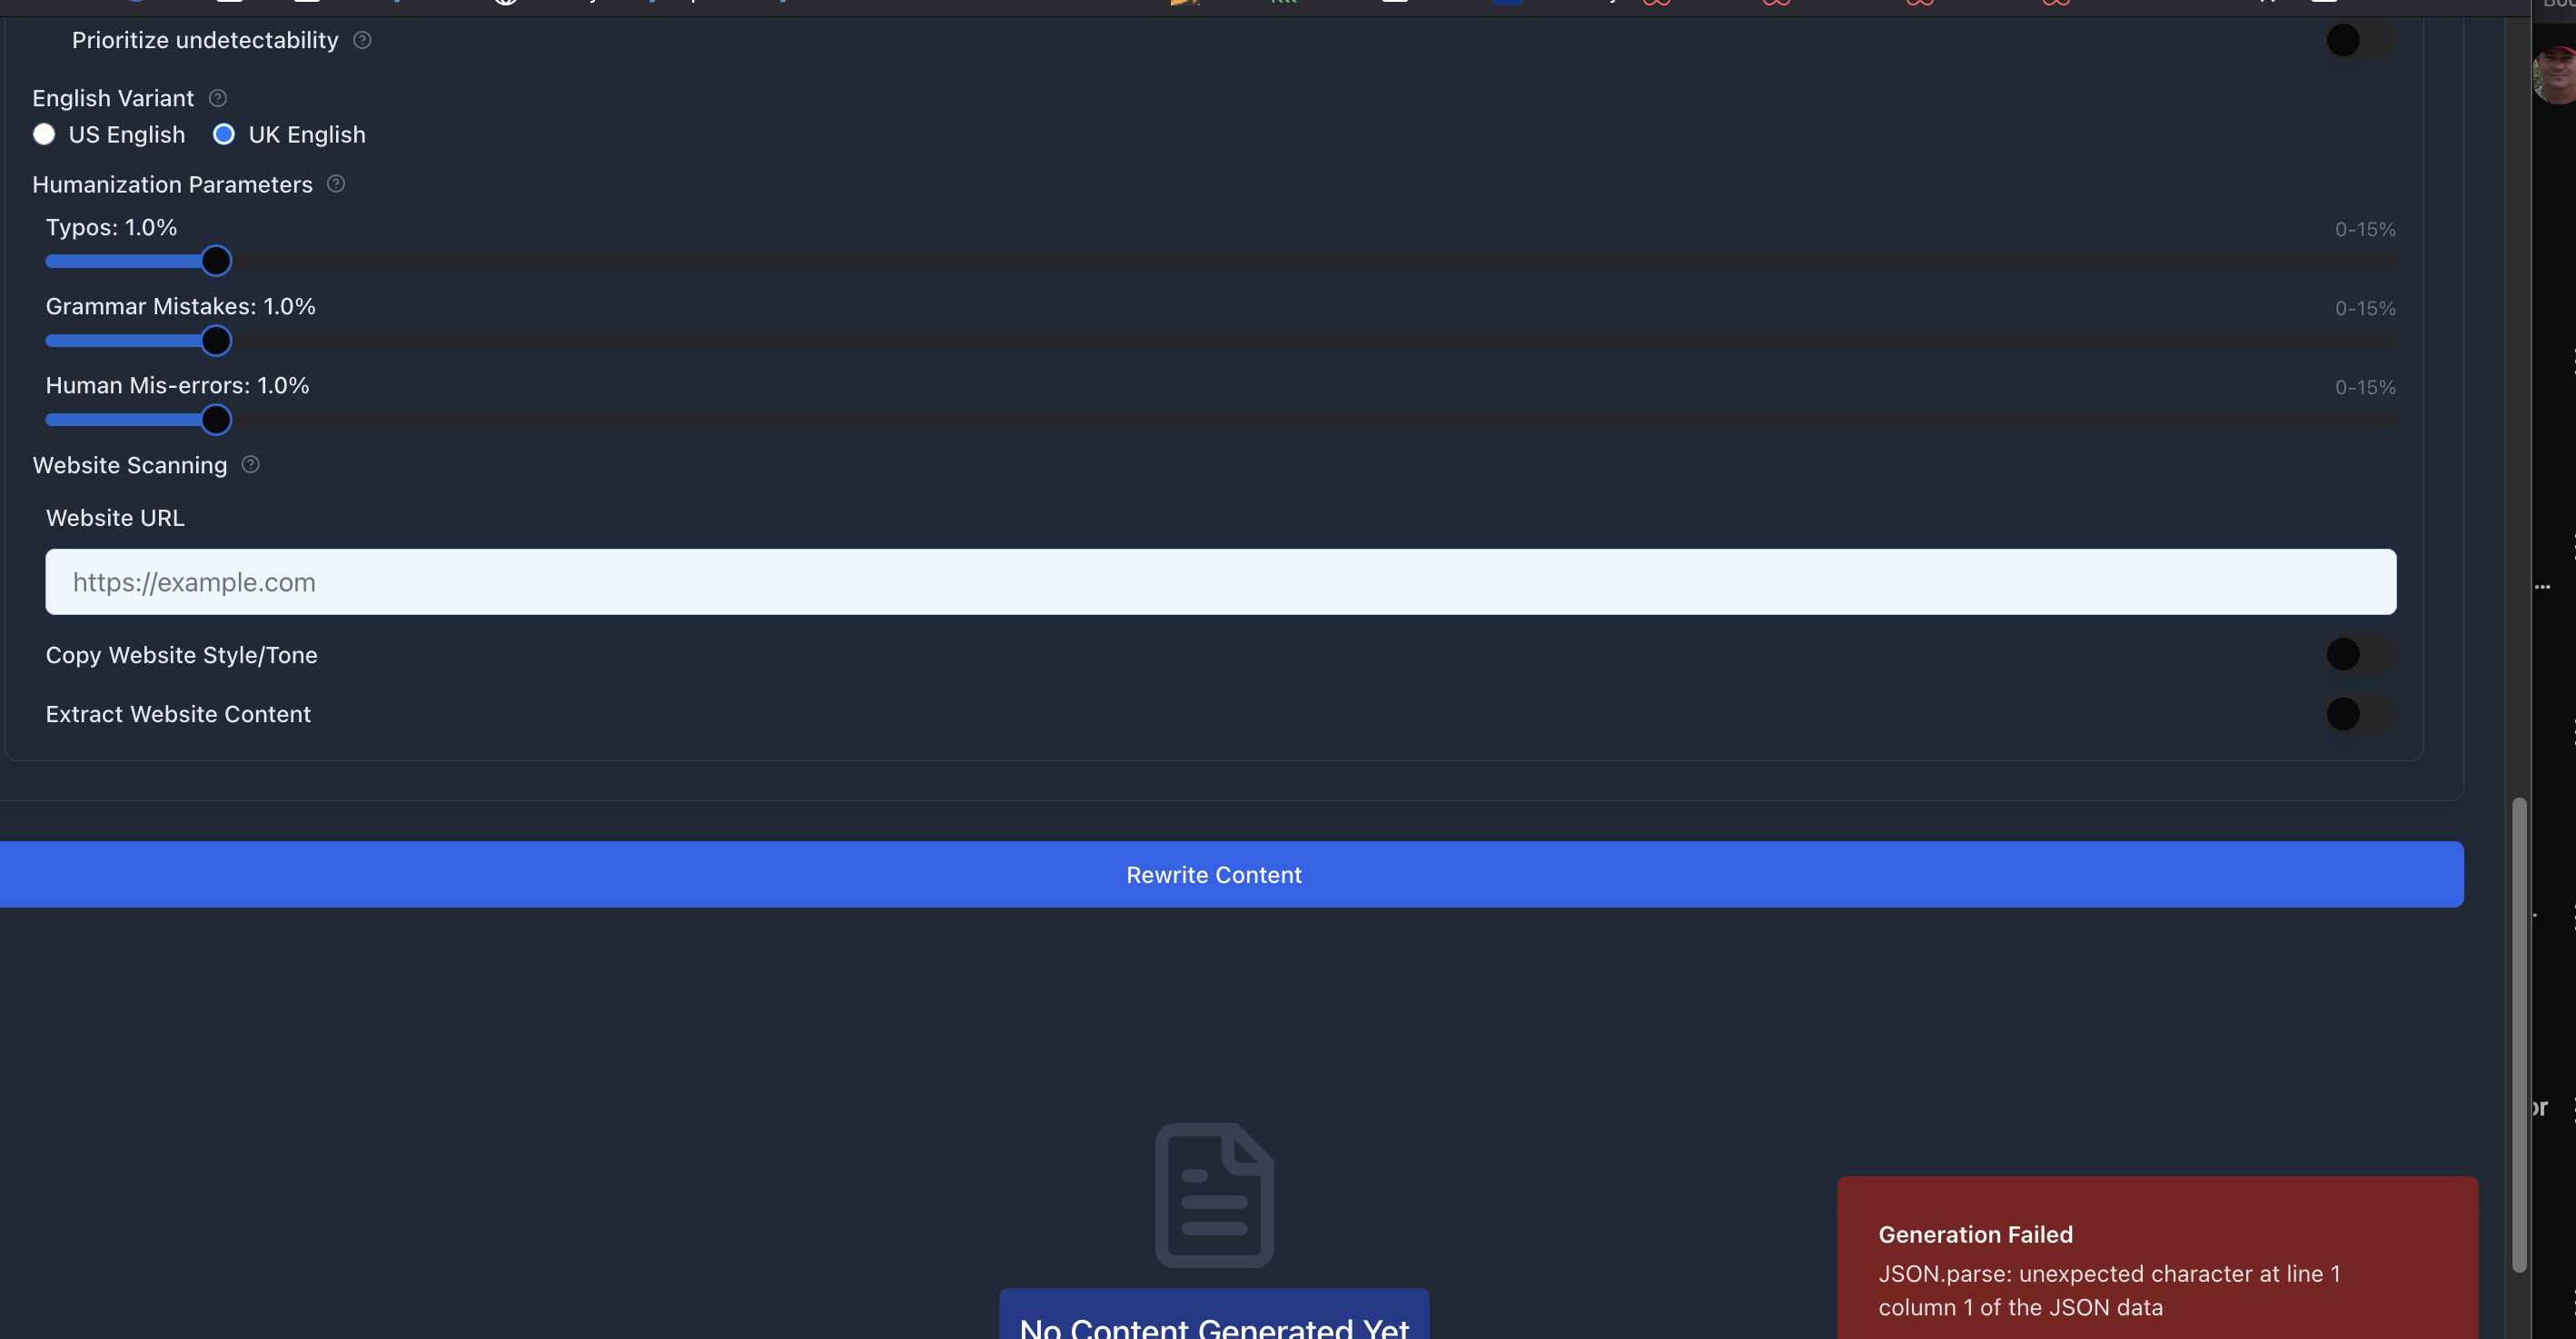 Prioritize undetectability
English Variant
US English UK English
Humanization Parameters
Typos: 1.0% 0-15%
Grammar Mistakes: 1.0% 0-15%
Human Mis-errors: 1.0% 0-15%
Website Scanning
Website URL
https://example.com
Copy Website Style/Tone
Extract Website Content
Rewrite Content
No Content Generated Yet
Generation Failed
JSON.parse: unexpected character at line 1
column 1 of the JSON data